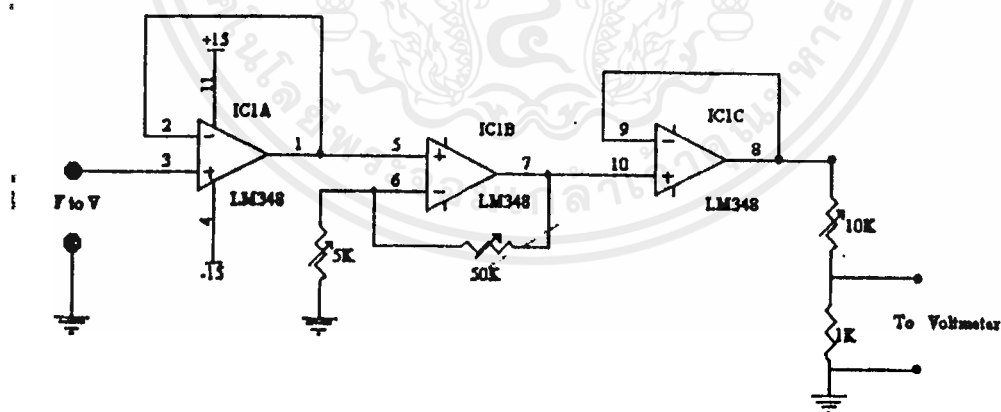 +15
11
IC1A
2
3
1
4
-15
LM348
F to V
IC1B
5
6
7
LM348
5K
50K
IC1C
9
10
8
LM348
10K
1K
To Voltmeter